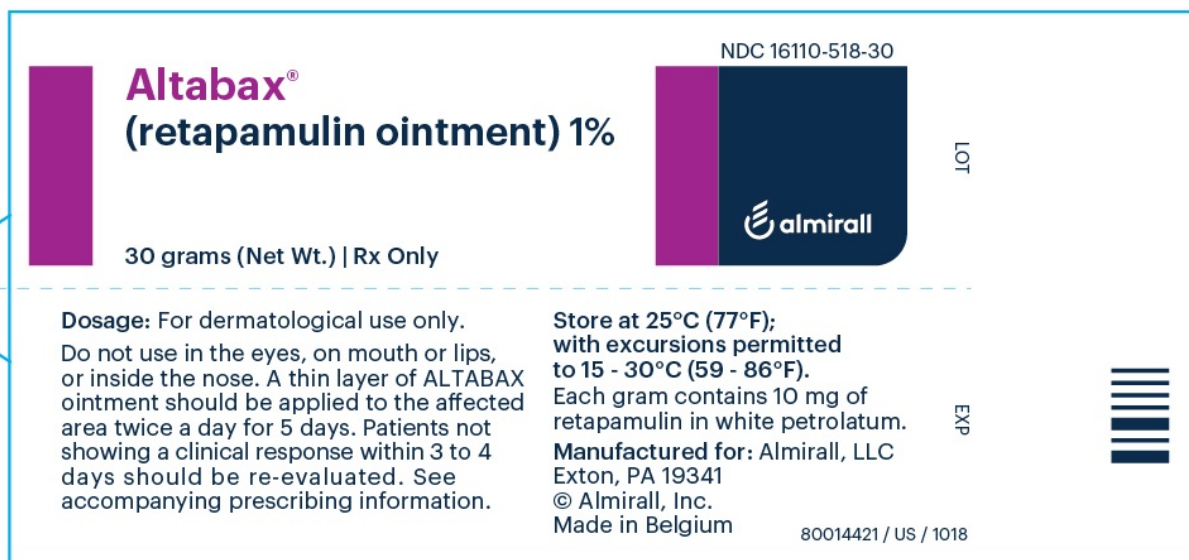 NDC 16110-518-30
Altabax®
(retapamulin ointment) 1%
almirall
30 grams (Net Wt.) | Rx Only
LOT
Dosage: For dermatological use only.
Do not use in the eyes, on mouth or lips,
or inside the nose. A thin layer of ALTABAX
ointment should be applied to the affected
area twice a day for 5 days. Patients not
showing a clinical response within 3 to 4
days should be re-evaluated. See
accompanying prescribing information.
Store at 25°C (77°F);
with excursions permitted
to 15 - 30°C (59 - 86°F).
Each gram contains 10 mg of
retapamulin in white petrolatum.
Manufactured for: Almirall, LLC
Exton, PA 19341
© Almirall, Inc.
Made in Belgium
80014421 / US / 1018
EXP